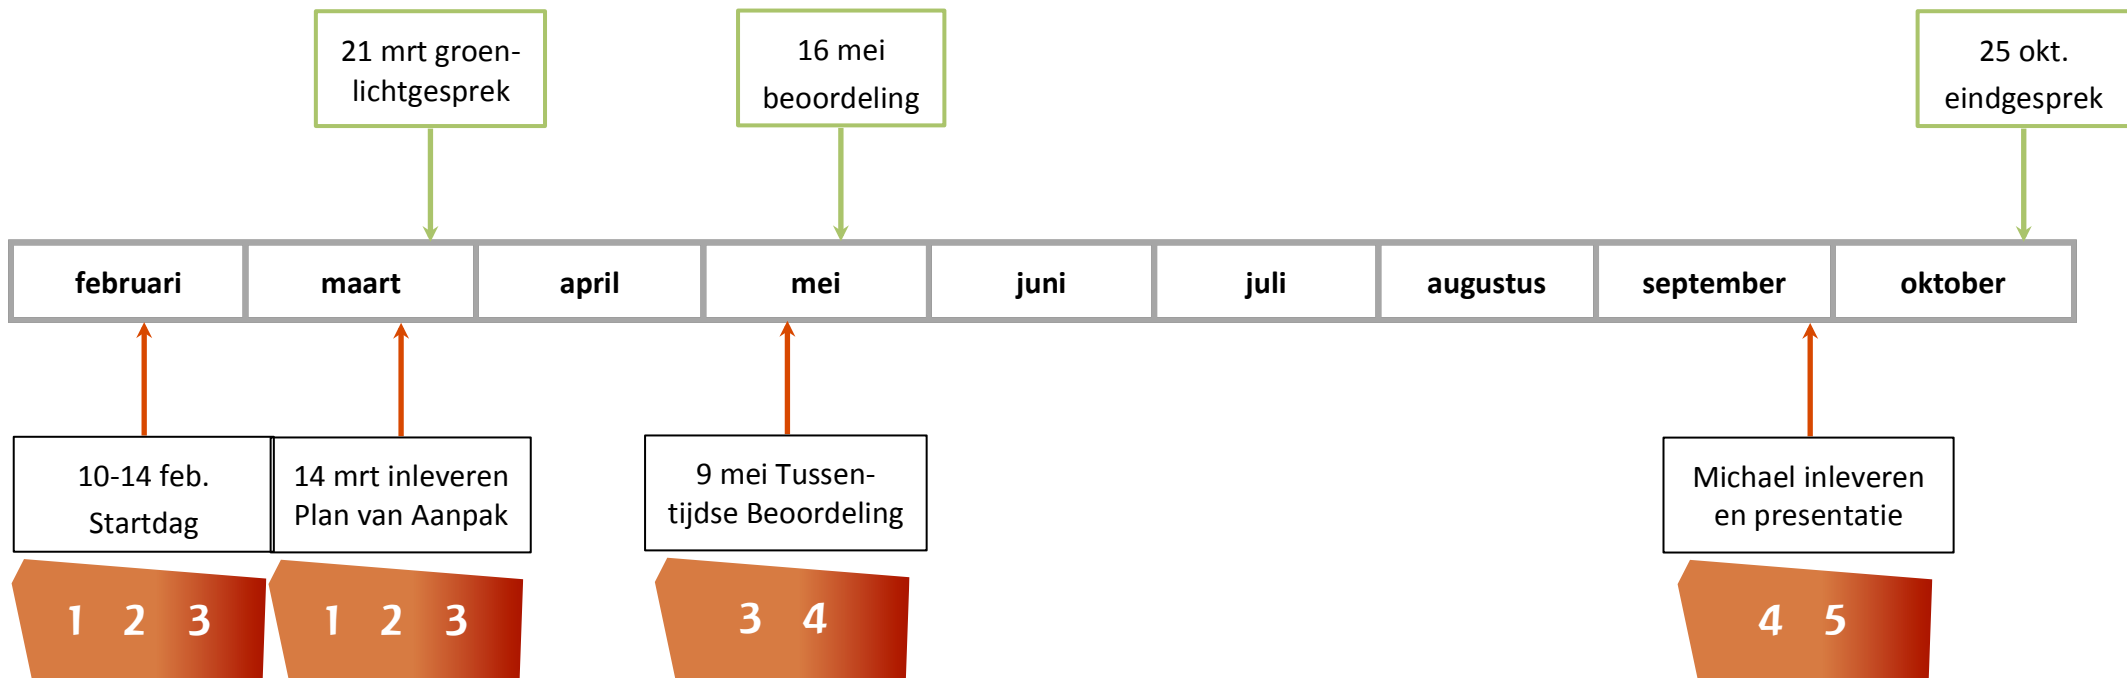 21 mrt groen-
lichtgesprek
16 mei
beoordeling
25 okt.
eindgesprek
februari
maart
april
mei
juni
juli
augustus
september
oktober
10-14 feb.
Startdag
14 mrt inleveren
Plan van Aanpak
9 mei Tussen-
tijdse Beoordeling
Michael inleveren
en presentatie
1 2 3
1 2 3
3 4
4 5